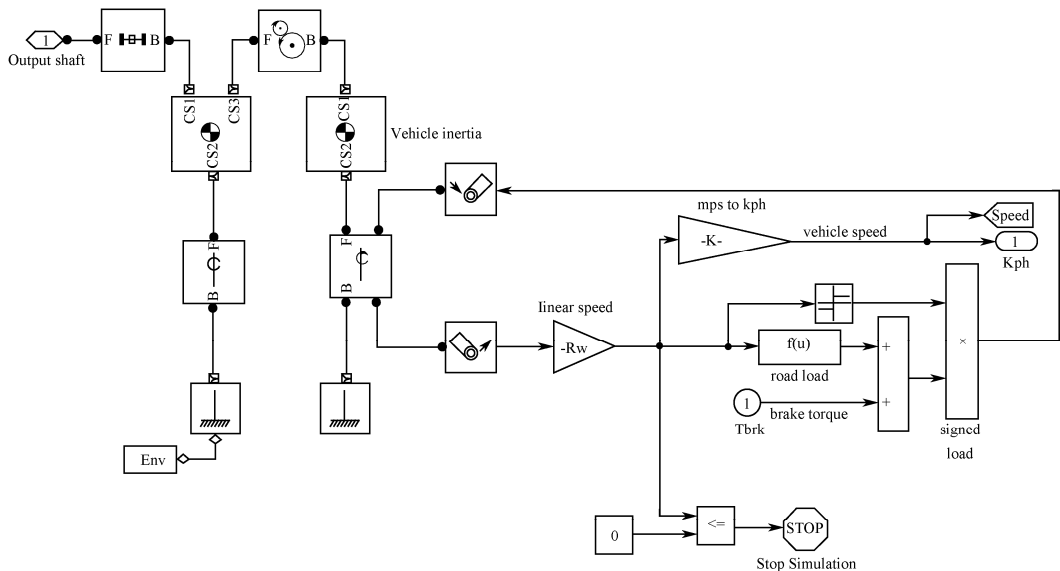 1
Output shaft
F B
F B
CS1
CS3
CS2
CS1
CS2
Vehicle inertia
F
C
B
F
C
B
Env
mps to kph
-K-
vehicle speed
Speed
1
Kph
linear speed
-Rw
f(u)
road load
1
Tbrk
brake torque
+
+
×
signed
load
0
<=
STOP
Stop Simulation